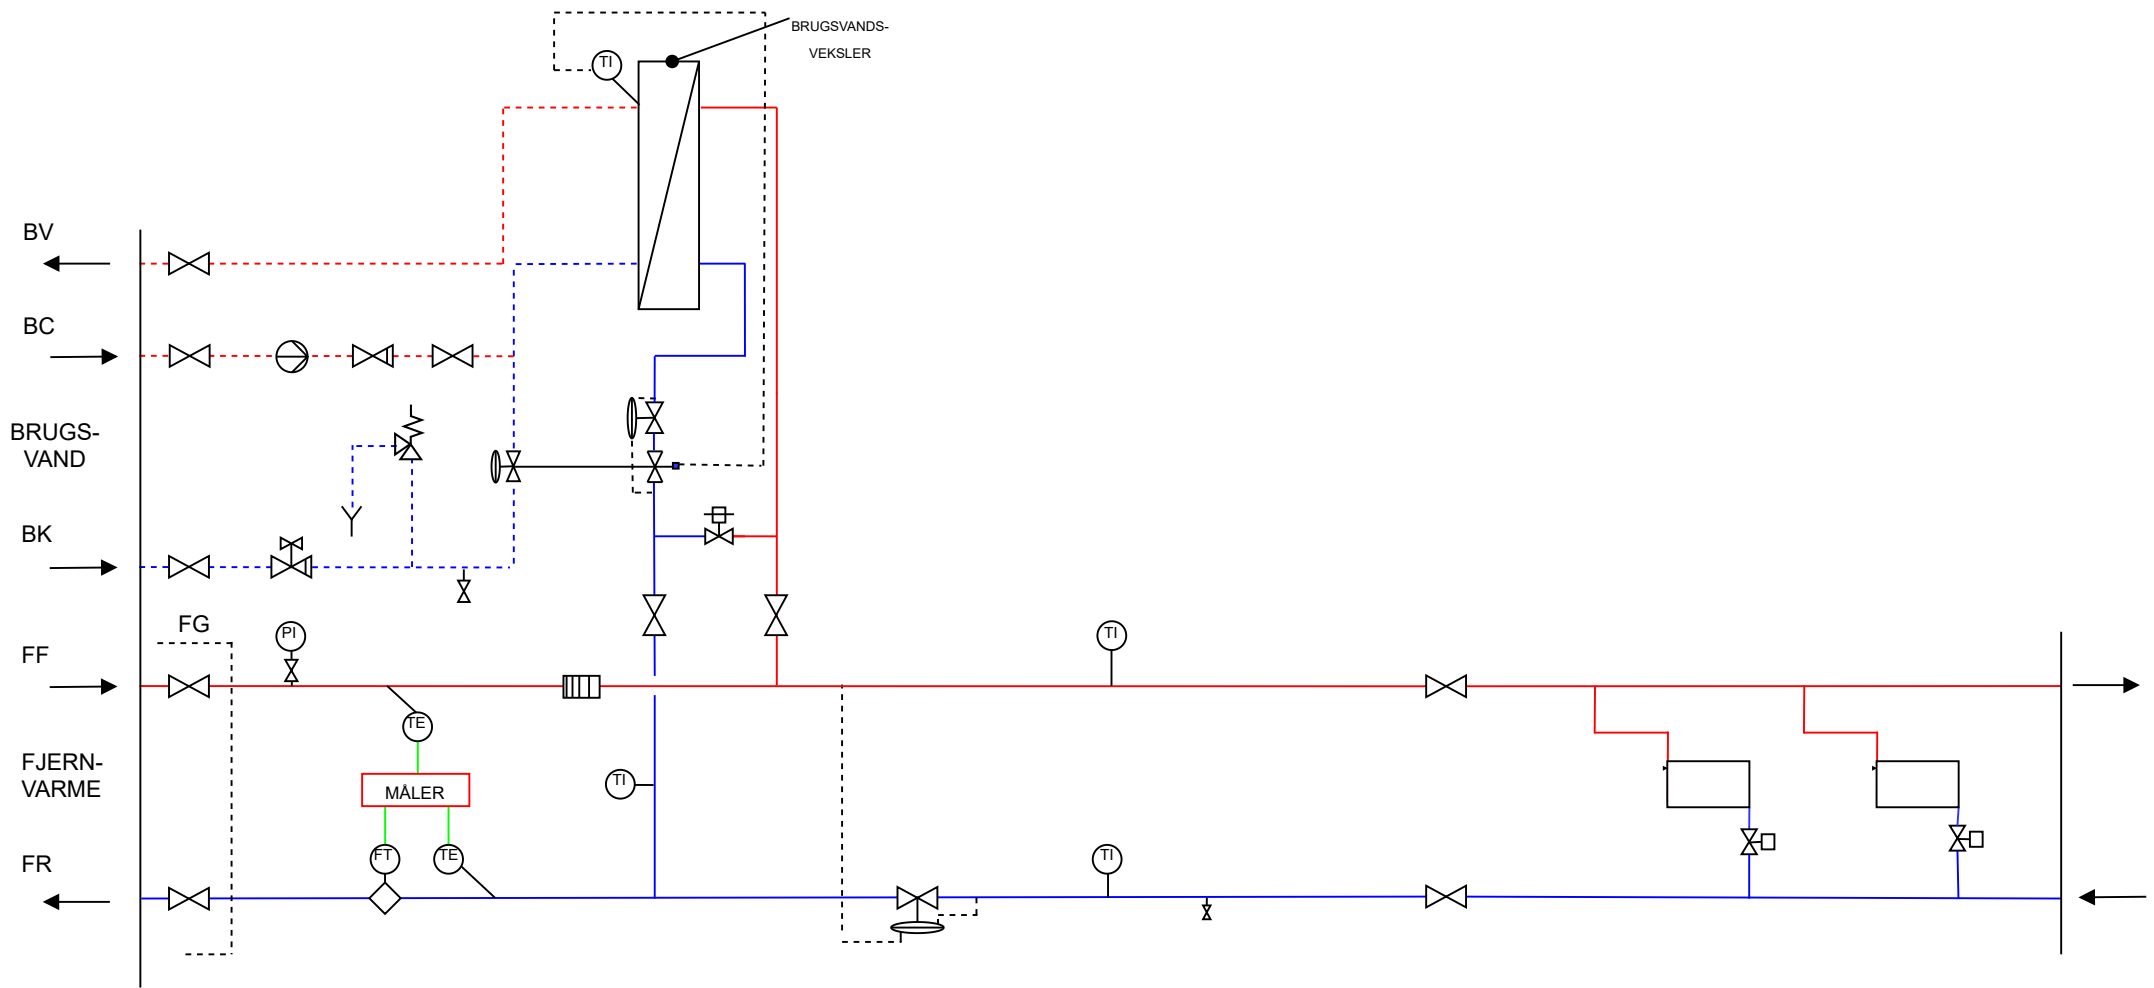 BRUGSVANDS-
VEKSLER
TI
BV
BC
BRUGS-
VAND
BK
FG
PI
TI
FF
TE
FJERN-
VARME
MÅLER
TI
FR
FT
TE
TI